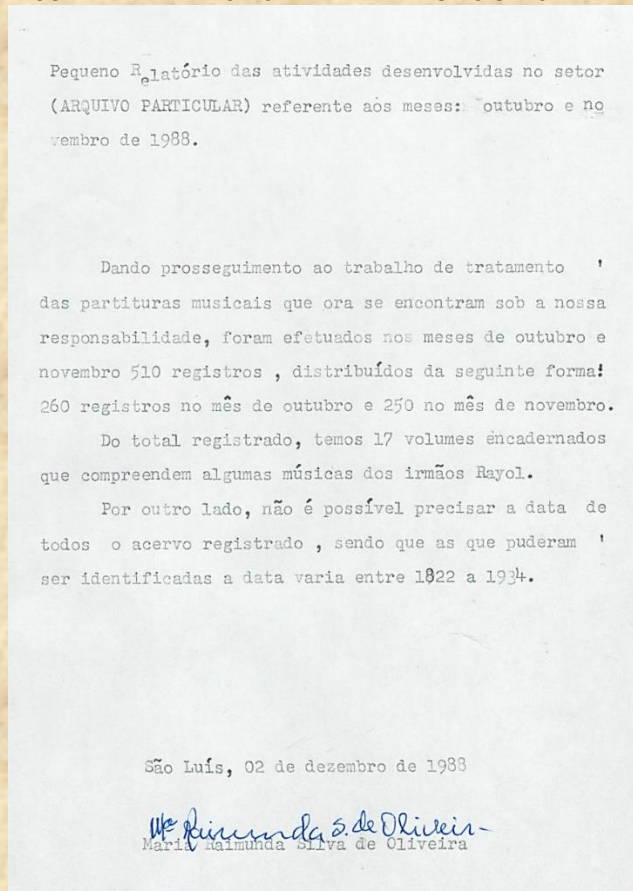 Pequeno Relatório das atividades desenvolvidas no setor
(ARQUIVO PARTICULAR) referente aos meses: outubro e no
vembro de 1988.
Dando prosseguimento ao trabalho de tratamento '
das partituras musicais que ora se encontram sob a nossa
responsabilidade, foram efetuados nos meses de outubro e
novembro 510 registros , distribuídos da seguinte forma:
260 registros no mês de outubro e 250 no mês de novembro.
Do total registrado, temos 17 volumes encadernados
que compreendem algumas músicas dos irmãos Rayol.
Por outro lado, não é possível precisar a data de
todos o acervo registrado , sendo que as que puderam '
ser identificadas a data varia entre 1822 a 1934.
São Luís, 02 de dezembro de 1988
Mª Raimunda S. de Oliveira
Maria Raimunda Silva de Oliveira